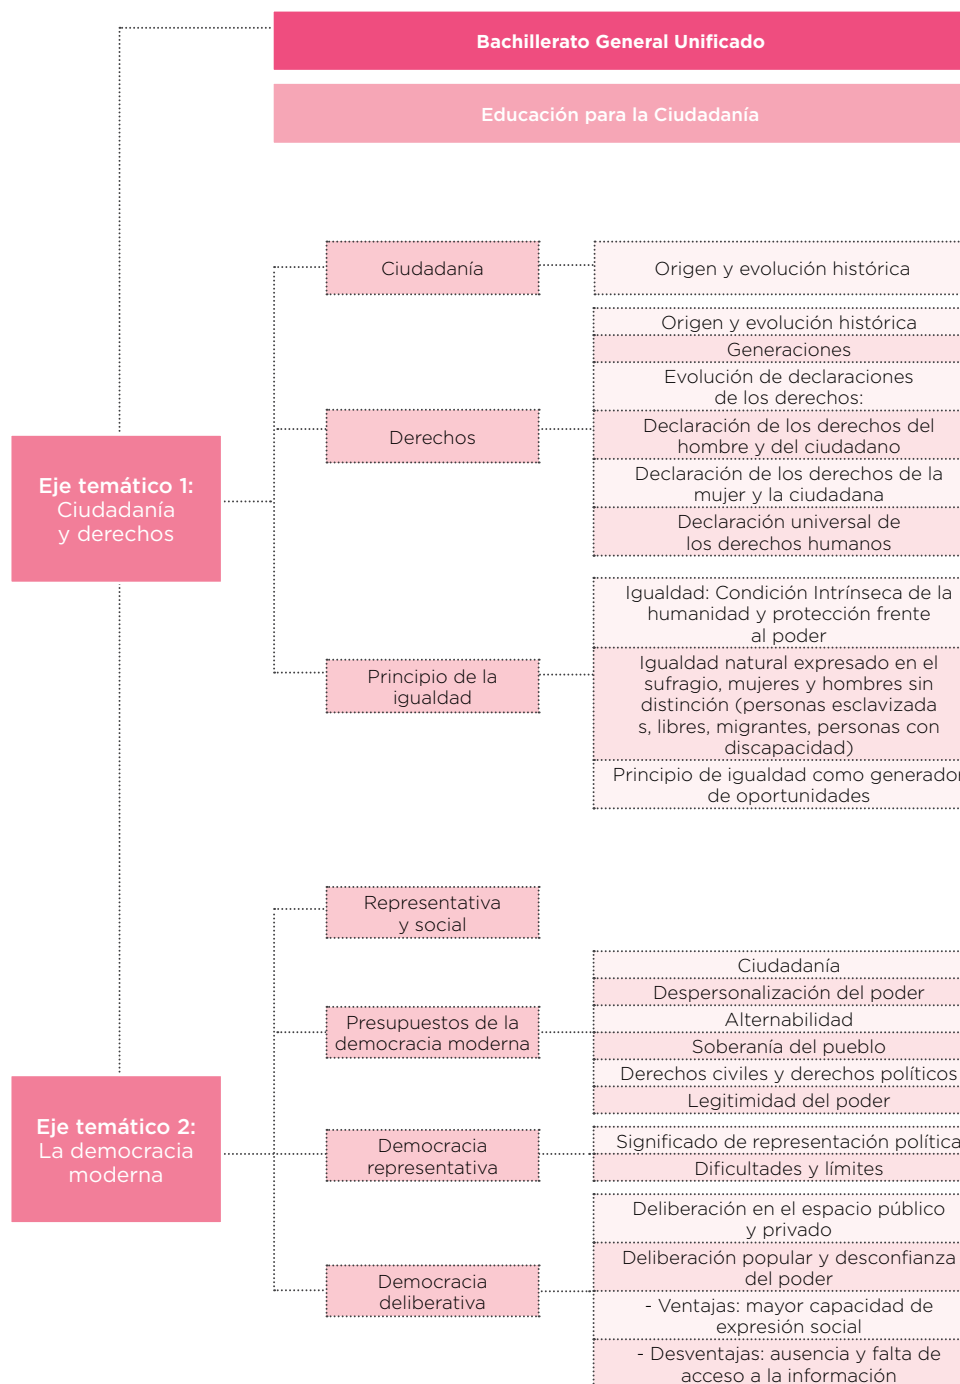 Bachillerato General Unificado
Educación para la Ciudadanía
Eje temático 1:
Ciudadanía
y derechos
Ciudadanía
Origen y evolución histórica
Derechos
Origen y evolución histórica
Generaciones
Evolución de declaraciones
de los derechos:
Declaración de los derechos del
hombre y del ciudadano
Declaración de los derechos de la
mujer y la ciudadana
Declaración universal de
los derechos humanos
Principio de la
igualdad
Igualdad: Condición Intrínseca de la
humanidad y protección frente
al poder
Igualdad natural expresado en el
sufragio, mujeres y hombres sin
distinción (personas esclavizada
s, libres, migrantes, personas con
discapacidad)
Principio de igualdad como generador
de oportunidades
Eje temático 2:
La democracia
moderna
Representativa
y social
Presupuestos de la
democracia moderna
Ciudadanía
Despersonalización del poder
Alternabilidad
Soberanía del pueblo
Derechos civiles y derechos políticos
Legitimidad del poder
Democracia
representativa
Significado de representación política
Dificultades y límites
Democracia
deliberativa
Deliberación en el espacio público
y privado
Deliberación popular y desconfianza
del poder
- Ventajas: mayor capacidad de
expresión social
- Desventajas: ausencia y falta de
acceso a la información